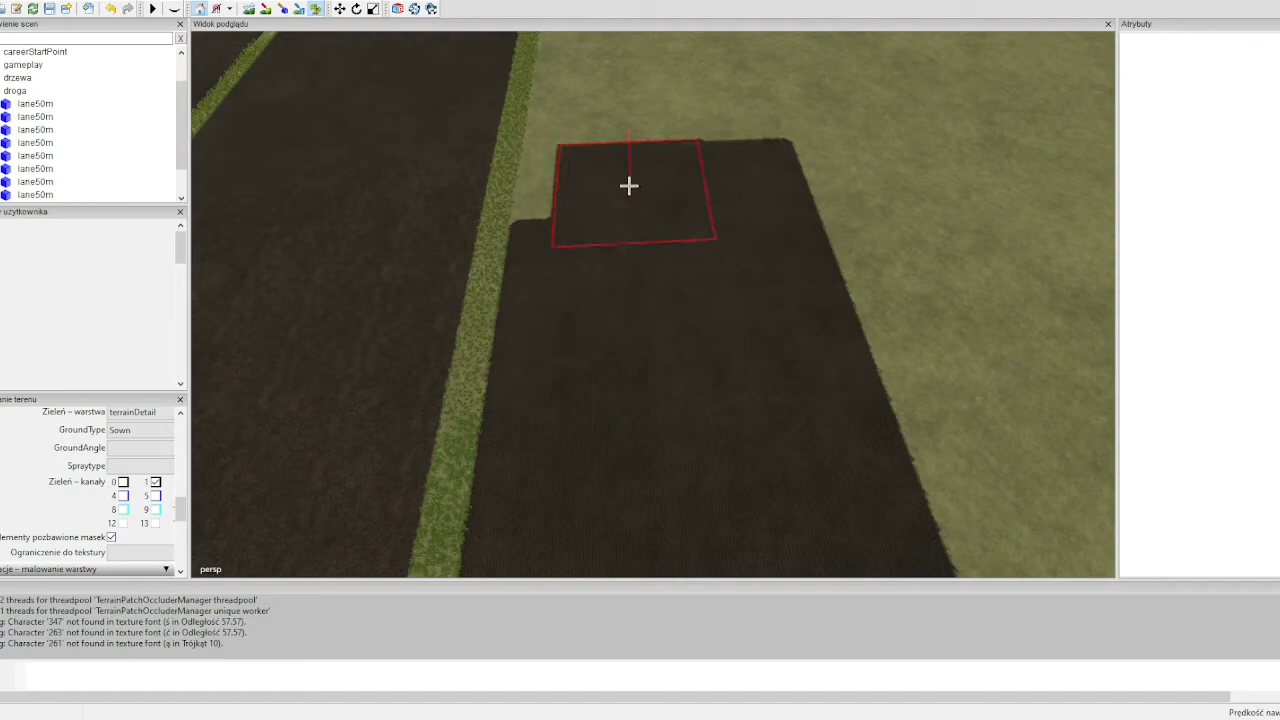 wienie scen
Widok podglądu
Atrybuty
X
careerStartPoint
gameplay
drzewa
droga
lane50m
lane50m
lane50m
lane50m
lane50m
lane50m
lane50m
lane50m
y użytkownika
anie terenu
Zieleń – warstwa terrainDetail
GroundType Sown
GroundAngle
Spraytype
Zieleń – kanały 0 1
4 5
8 9
12 13
lementy pozbawione masek
Ograniczenie do tekstury
acje – malowanie warstwy
persp
2 threads for threadpool 'TerrainPatchOccluderManager threadpool'
1 threads for threadpool 'TerrainPatchOccluderManager unique worker'
g: Character '347' not found in texture font (ś in Odległość 57.57).
g: Character '263' not found in texture font (ć in Odległość 57.57).
g: Character '261' not found in texture font (ą in Trójkąt 10).
Prędkość naw